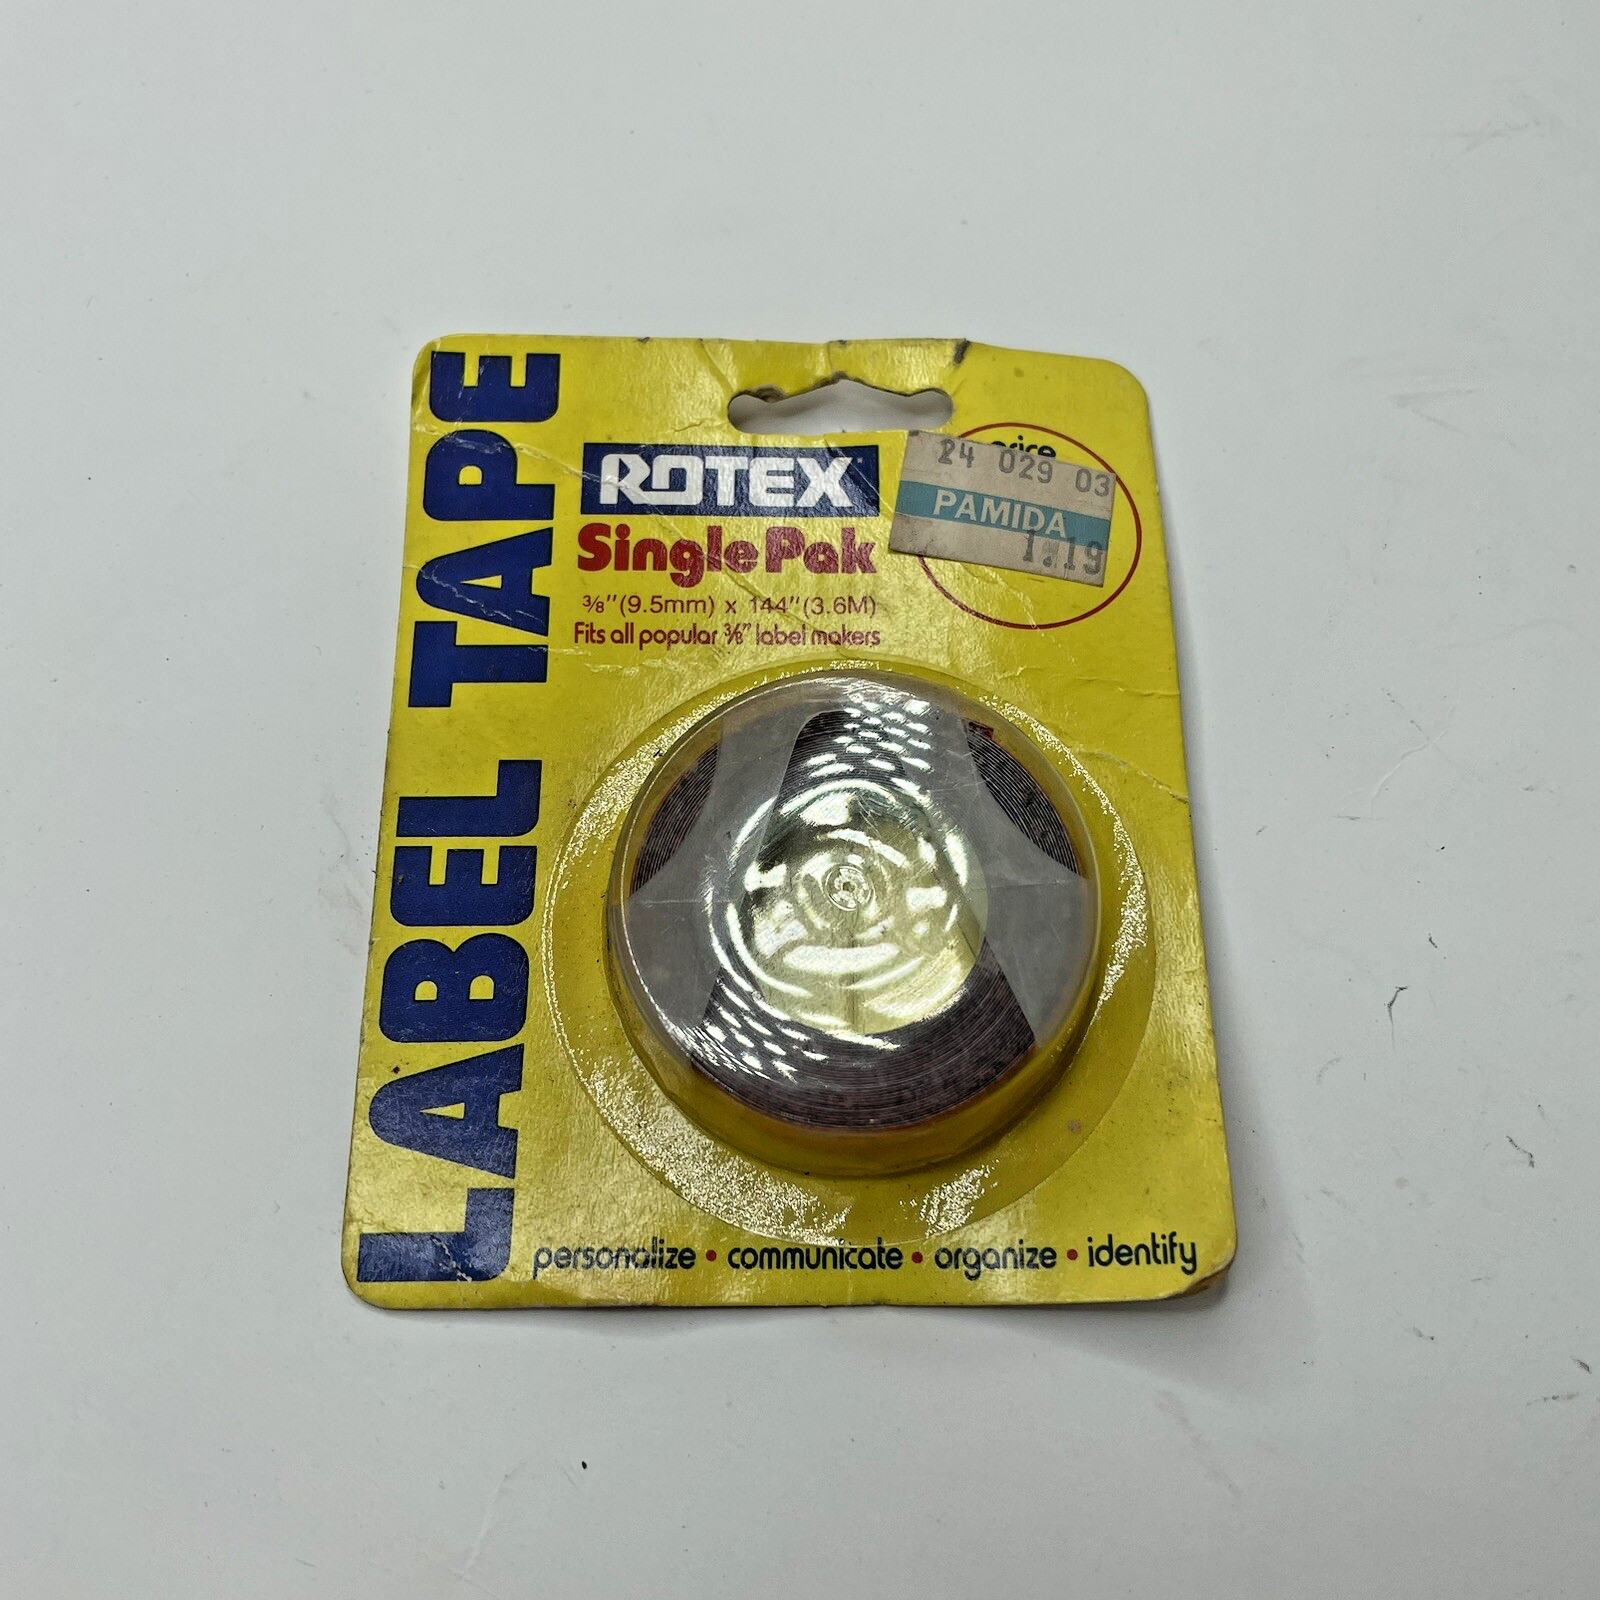 LABEL TAPE
ROTEX
Single Pak
3/8"(9.5mm) x 144"(3.6M)
Fits all popular 3/8" label makers
price
24 029 03
PAMIDA
1.19
personalize • communicate • organize • identify